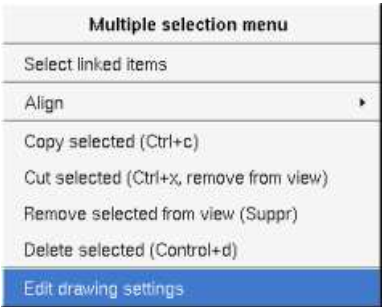 Multiple selection menu
Select linked items
Align
Copy selected (Ctrl+c)
Cut selected (Ctrl+x, remove from view)
Remove selected from view (Suppr)
Delete selected (Control+d)
Edit drawing settings